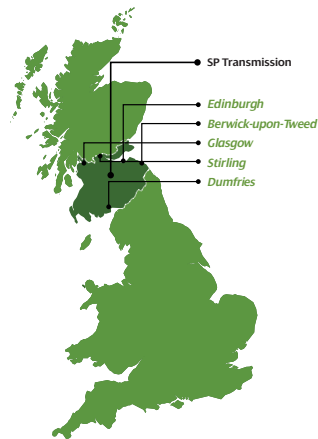 SP Transmission
Edinburgh
Berwick-upon-Tweed
Glasgow
Stirling
Dumfries